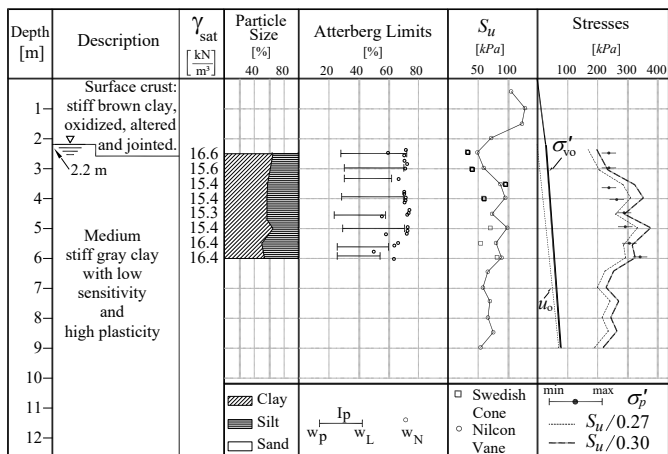 Depth
[m]
Description
γsat
[kN/m³]
Particle
Size
[%]
40 80
Atterberg Limits
[%]
20 40 60 80
Su
[kPa]
50 100
Stresses
[kPa]
100 200 300 400
1
2
3
4
5
6
7
8
9
10
11
12
Surface crust:
stiff brown clay,
oxidized, altered
and jointed.
2.2 m
Medium
stiff gray clay
with low
sensitivity
and
high plasticity
16.6
15.6
15.4
15.4
15.3
15.4
16.4
16.4
σ'vo
uo
Clay
Silt
Sand
Ip
wP wL wN
Swedish
Cone
Nilcon
Vane
min max σ'p
Su/0.27
Su/0.30